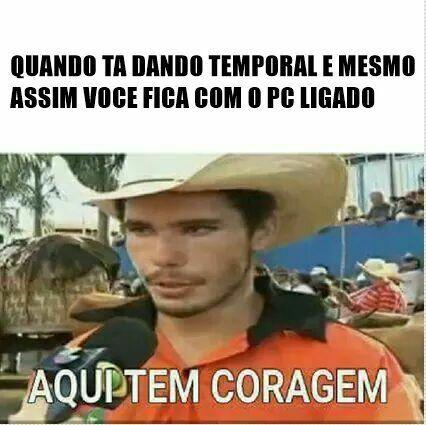 QUANDO TA DANDO TEMPORAL E MESMO
ASSIM VOCE FICA COM O PC LIGADO
AQUI TEM CORAGEM